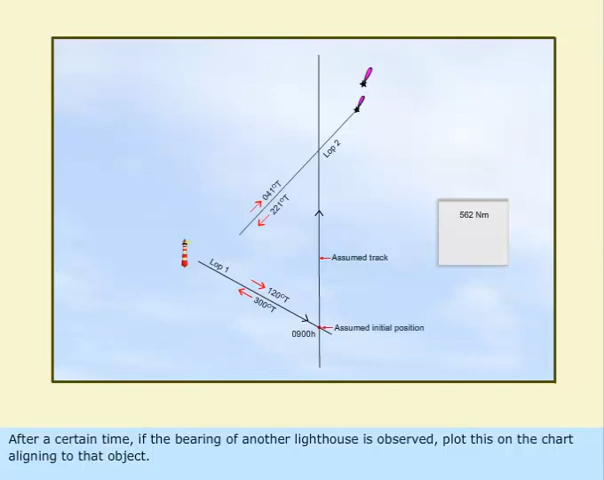 Lop 2
041°T
221°T
562 Nm
Lop 1
120°T
300°T
Assumed track
Assumed initial position
0900h
After a certain time, if the bearing of another lighthouse is observed, plot this on the chart
aligning to that object.